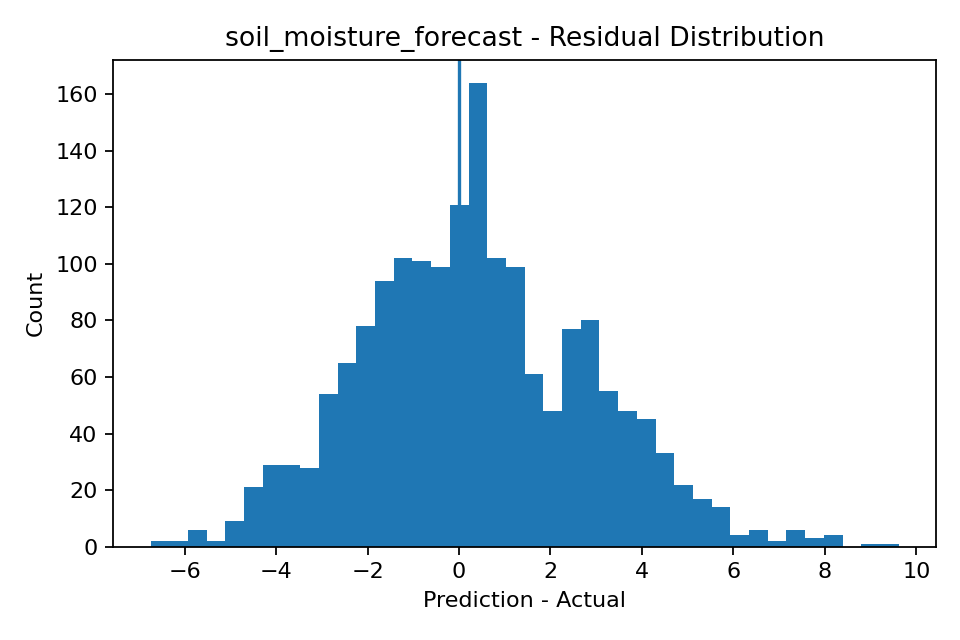 soil_moisture_forecast - Residual Distribution
160
140
120
100
80
60
40
20
0
Count
−6 −4 −2 0 2 4 6 8 10
Prediction - Actual